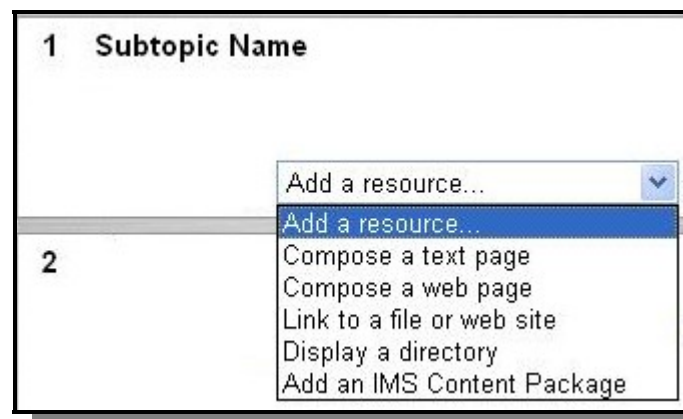 1 Subtopic Name
Add a resource...
Add a resource...
Compose a text page
2
Compose a web page
Link to a file or web site
Display a directory
Add an IMS Content Package